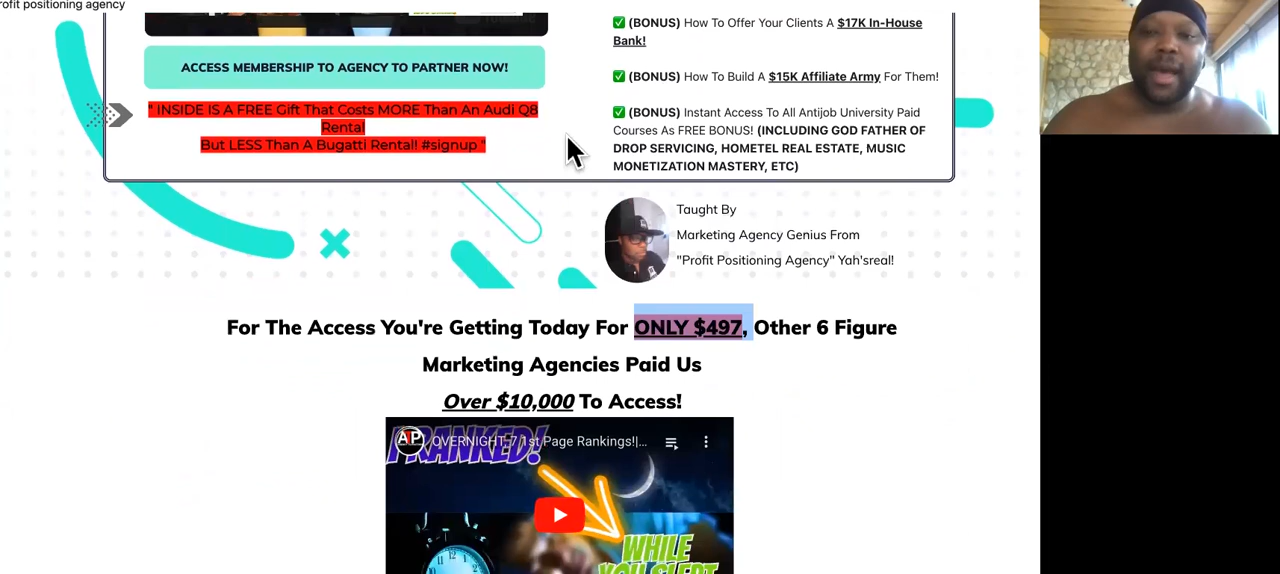 rofit positioning agency
ACCESS MEMBERSHIP TO AGENCY TO PARTNER NOW!
" INSIDE IS A FREE Gift That Costs MORE Than An Audi Q8
Rental
But LESS Than A Bugatti Rental! #signup "
✅ (BONUS) How To Offer Your Clients A $17K In-House
Bank!
✅ (BONUS) How To Build A $15K Affiliate Army For Them!
✅ (BONUS) Instant Access To All Antijob University Paid
Courses As FREE BONUS! (INCLUDING GOD FATHER OF
DROP SERVICING, HOMETEL REAL ESTATE, MUSIC
MONETIZATION MASTERY, ETC)
Taught By
Marketing Agency Genius From
"Profit Positioning Agency" Yah'sreal!
For The Access You're Getting Today For ONLY $497, Other 6 Figure
Marketing Agencies Paid Us
Over $10,000 To Access!
ATP
OVERNIGHT, 7 1st Page Rankings!|...
RANKED!
WHILE
YOU SLEPT